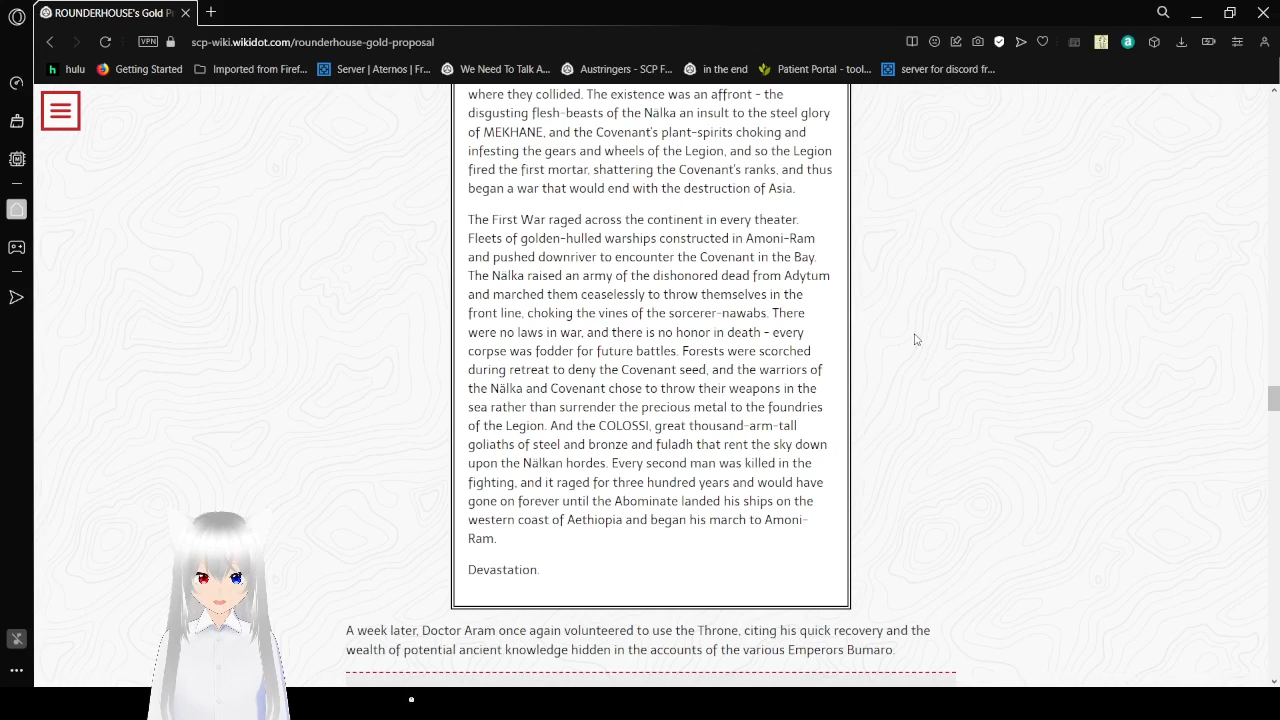 ROUNDERHOUSE's Gold P
VPN
scp-wiki.wikidot.com/rounderhouse-gold-proposal
hulu
Getting Started
Imported from Firef...
Server | Aternos | Fr...
We Need To Talk A...
Austringers - SCP F...
in the end
Patient Portal - tool...
server for discord fr...
where they collided. The existence was an affront - the
disgusting flesh-beasts of the Nälka an insult to the steel glory
of MEKHANE, and the Covenant's plant-spirits choking and
infesting the gears and wheels of the Legion, and so the Legion
fired the first mortar, shattering the Covenant's ranks, and thus
began a war that would end with the destruction of Asia.
The First War raged across the continent in every theater.
Fleets of golden-hulled warships constructed in Amoni-Ram
and pushed downriver to encounter the Covenant in the Bay.
The Nälka raised an army of the dishonored dead from Adytum
and marched them ceaselessly to throw themselves in the
front line, choking the vines of the sorcerer-nawabs. There
were no laws in war, and there is no honor in death - every
corpse was fodder for future battles. Forests were scorched
during retreat to deny the Covenant seed, and the warriors of
the Nälka and Covenant chose to throw their weapons in the
sea rather than surrender the precious metal to the foundries
of the Legion. And the COLOSSI, great thousand-arm-tall
goliaths of steel and bronze and fuladh that rent the sky down
upon the Nälkan hordes. Every second man was killed in the
fighting, and it raged for three hundred years and would have
gone on forever until the Abominate landed his ships on the
western coast of Aethiopia and began his march to Amoni-
Ram.
Devastation.
A week later, Doctor Aram once again volunteered to use the Throne, citing his quick recovery and the
wealth of potential ancient knowledge hidden in the accounts of the various Emperors Bumaro.